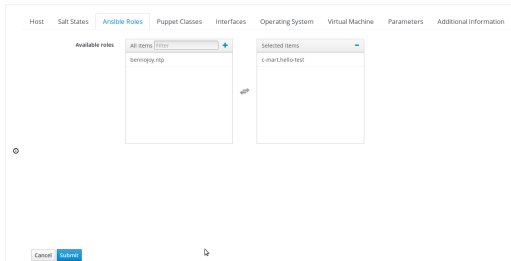 Host Salt States Ansible Roles Puppet Classes Interfaces Operating System Virtual Machine Parameters Additional Information
Available roles
All items Filter +
bennojoy.ntp
Selected items −
c-mart.hello-test
Cancel Submit